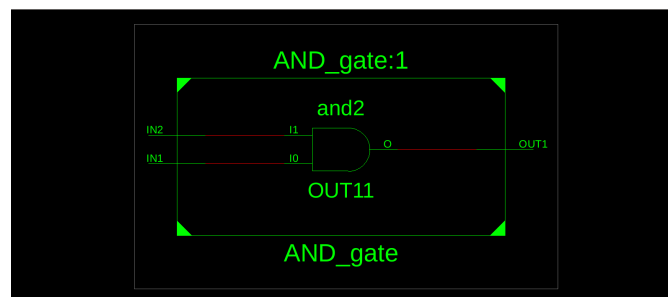 AND_gate:1
and2
IN2
I1
O
OUT1
IN1
I0
OUT11
AND_gate